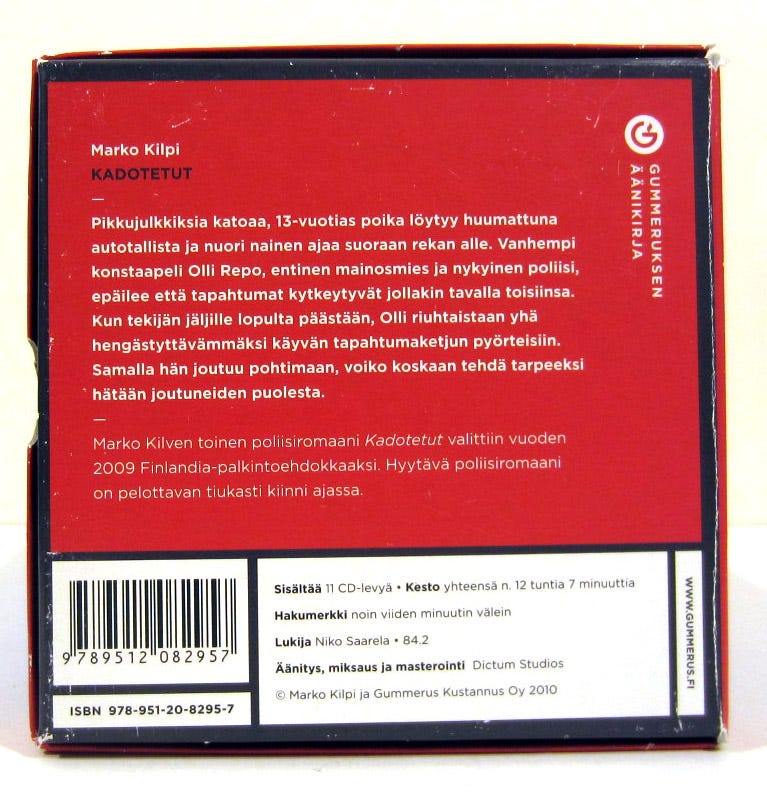 Marko Kilpi
KADOTETUT
—
Pikkujulkkiksia katoaa, 13-vuotias poika löytyy huumattuna
autotallista ja nuori nainen ajaa suoraan rekan alle. Vanhempi
konstaapeli Olli Repo, entinen mainosmies ja nykyinen poliisi,
epäilee että tapahtumat kytkeytyvät jollakin tavalla toisiinsa.
Kun tekijän jäljille lopulta päästään, Olli riuhtaistaan yhä
hengästyttävämmäksi käyvän tapahtumaketjun pyörteisiin.
Samalla hän joutuu pohtimaan, voiko koskaan tehdä tarpeeksi
hätään joutuneiden puolesta.
—
Marko Kilven toinen poliisiromaani Kadotetut valittiin vuoden
2009 Finlandia-palkintoehdokkaaksi. Hyytävä poliisiromaani
on pelottavan tiukasti kiinni ajassa.
GUMMERUKSEN
ÄÄNIKIRJA
9 789512 082957
ISBN 978-951-20-8295-7
Sisältää 11 CD-levyä • Kesto yhteensä n. 12 tuntia 7 minuuttia
Hakumerkki noin viiden minuutin välein
Lukija Niko Saarela • 84.2
Äänitys, miksaus ja masterointi Dictum Studios
© Marko Kilpi ja Gummerus Kustannus Oy 2010
WWW.GUMMERUS.FI